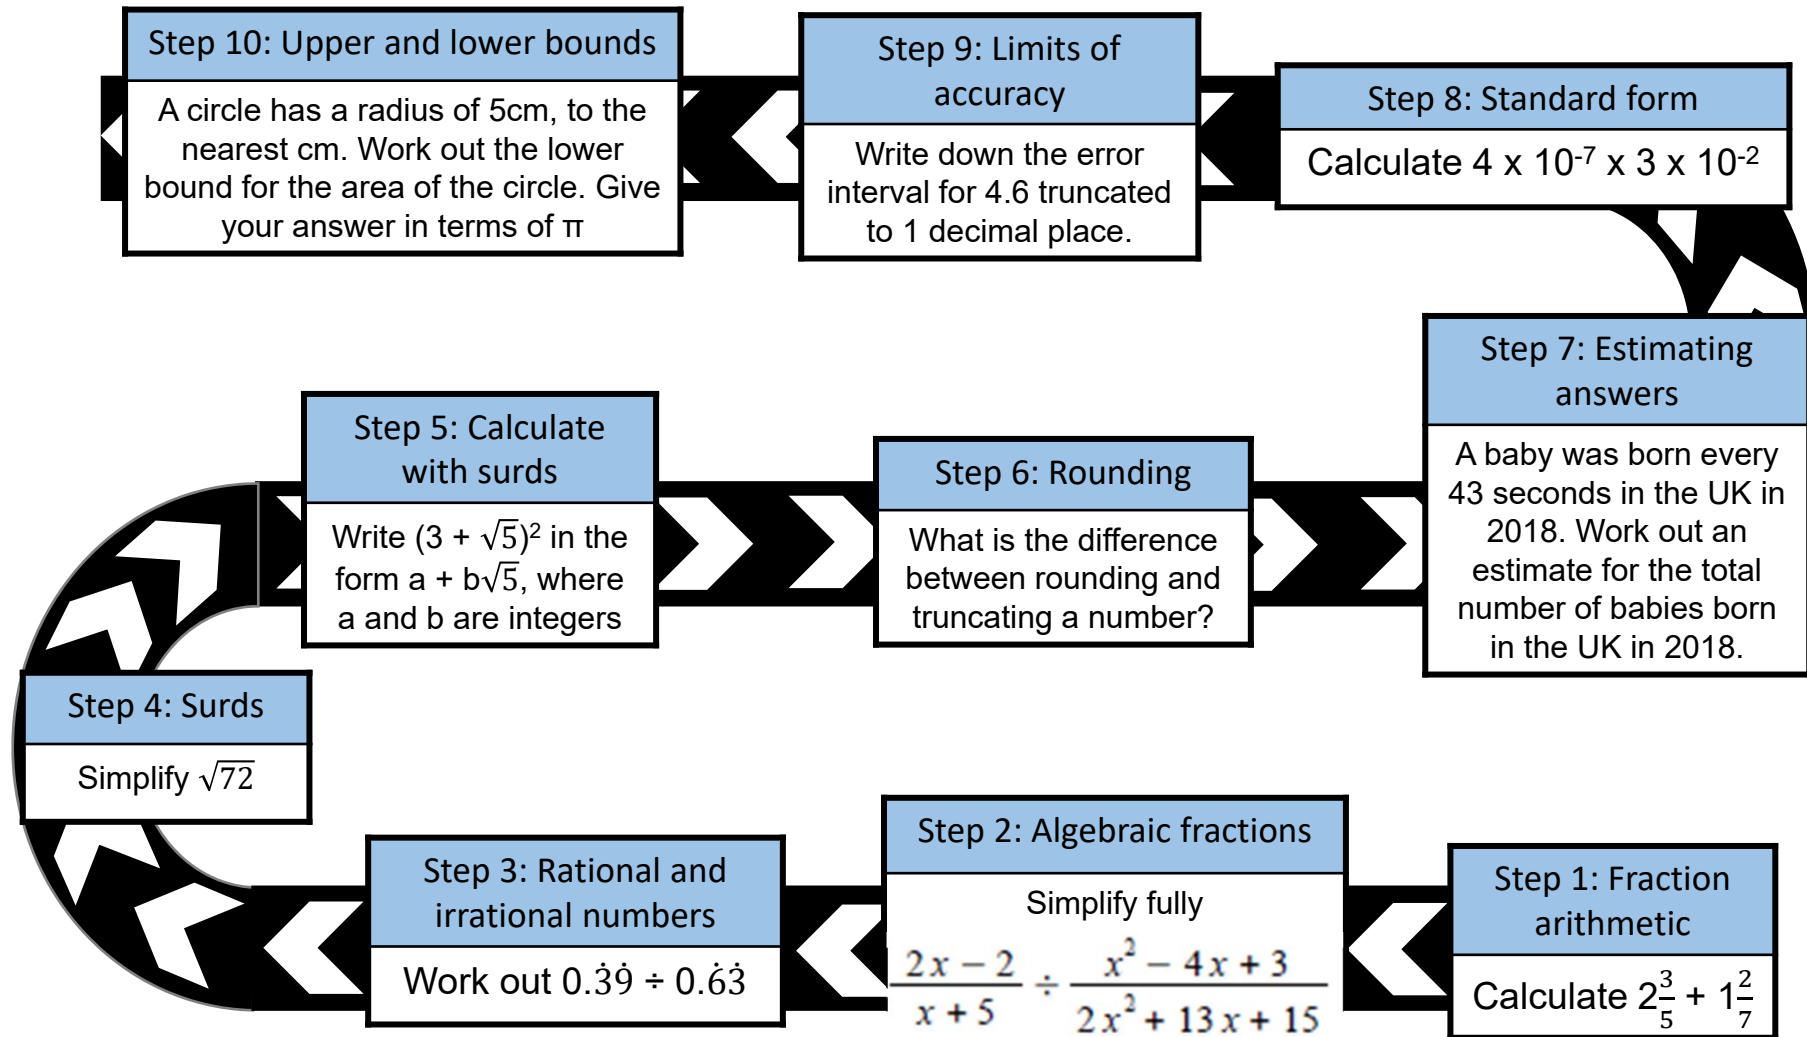 Step 10: Upper and lower bounds
A circle has a radius of 5cm, to the
nearest cm. Work out the lower
bound for the area of the circle. Give
your answer in terms of π
Step 9: Limits of
accuracy
Write down the error
interval for 4.6 truncated
to 1 decimal place.
Step 8: Standard form
Calculate 4 x 10⁻⁷ x 3 x 10⁻²
Step 7: Estimating
answers
A baby was born every
43 seconds in the UK in
2018. Work out an
estimate for the total
number of babies born
in the UK in 2018.
Step 5: Calculate
with surds
Write (3 + √5)² in the
form a + b√5, where
a and b are integers
Step 6: Rounding
What is the difference
between rounding and
truncating a number?
Step 4: Surds
Simplify √72
Step 3: Rational and
irrational numbers
Work out 0.3̇9̇ ÷ 0.6̇3̇
Step 2: Algebraic fractions
Simplify fully
(2x − 2)/(x + 5) ÷ (x² − 4x + 3)/(2x² + 13x + 15)
Step 1: Fraction
arithmetic
Calculate 2 3/5 + 1 2/7